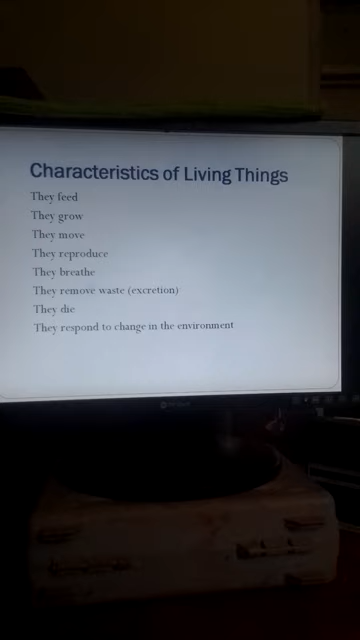 Characteristics of Living Things
They feed
They grow
They move
They reproduce
They breathe
They remove waste (excretion)
They die
They respond to change in the environment